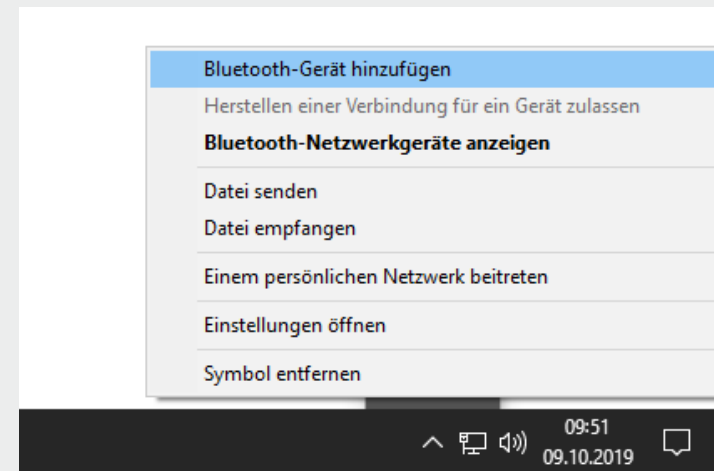 Bluetooth-Gerät hinzufügen
Herstellen einer Verbindung für ein Gerät zulassen
Bluetooth-Netzwerkgeräte anzeigen
Datei senden
Datei empfangen
Einem persönlichen Netzwerk beitreten
Einstellungen öffnen
Symbol entfernen
09:51
09.10.2019